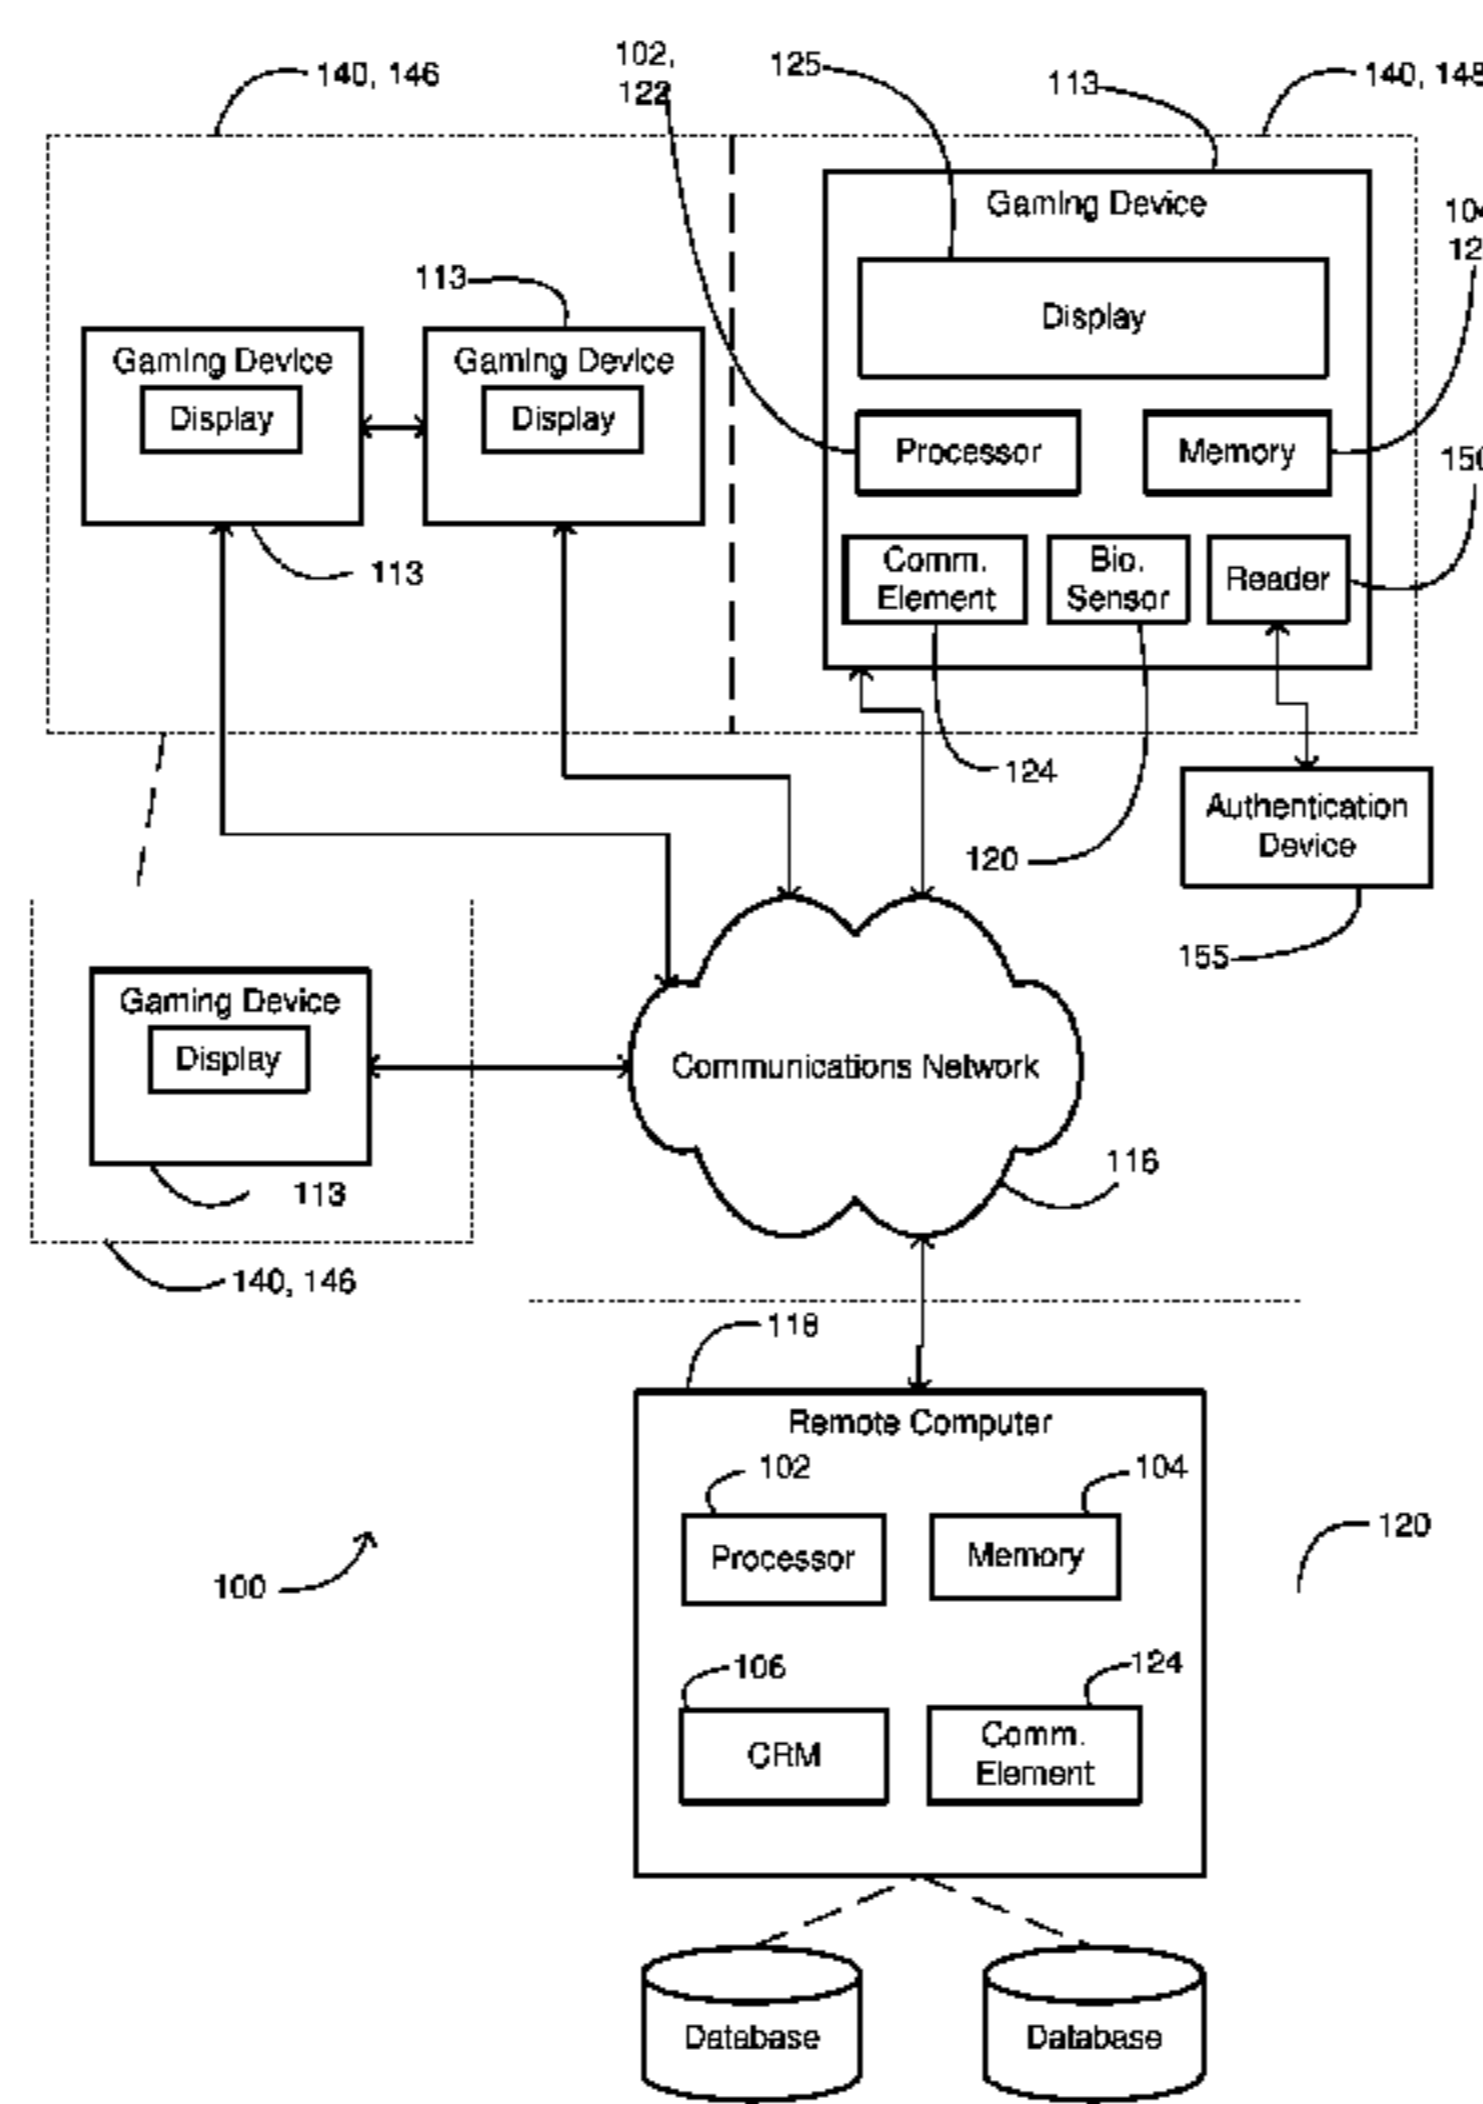 140, 146
102,
122
125
113
140, 148
Gaming Device
Display
113
Gaming Device
Display
Gaming Device
Display
Processor
Memory
150
Comm.
Element
Bio.
Sensor
Reader
113
124
120
Authentication
Device
155
Gaming Device
Display
113
140, 146
Communications Network
116
118
Remote Computer
102
104
Processor
Memory
120
100
106
124
CRM
Comm.
Element
Database
Database